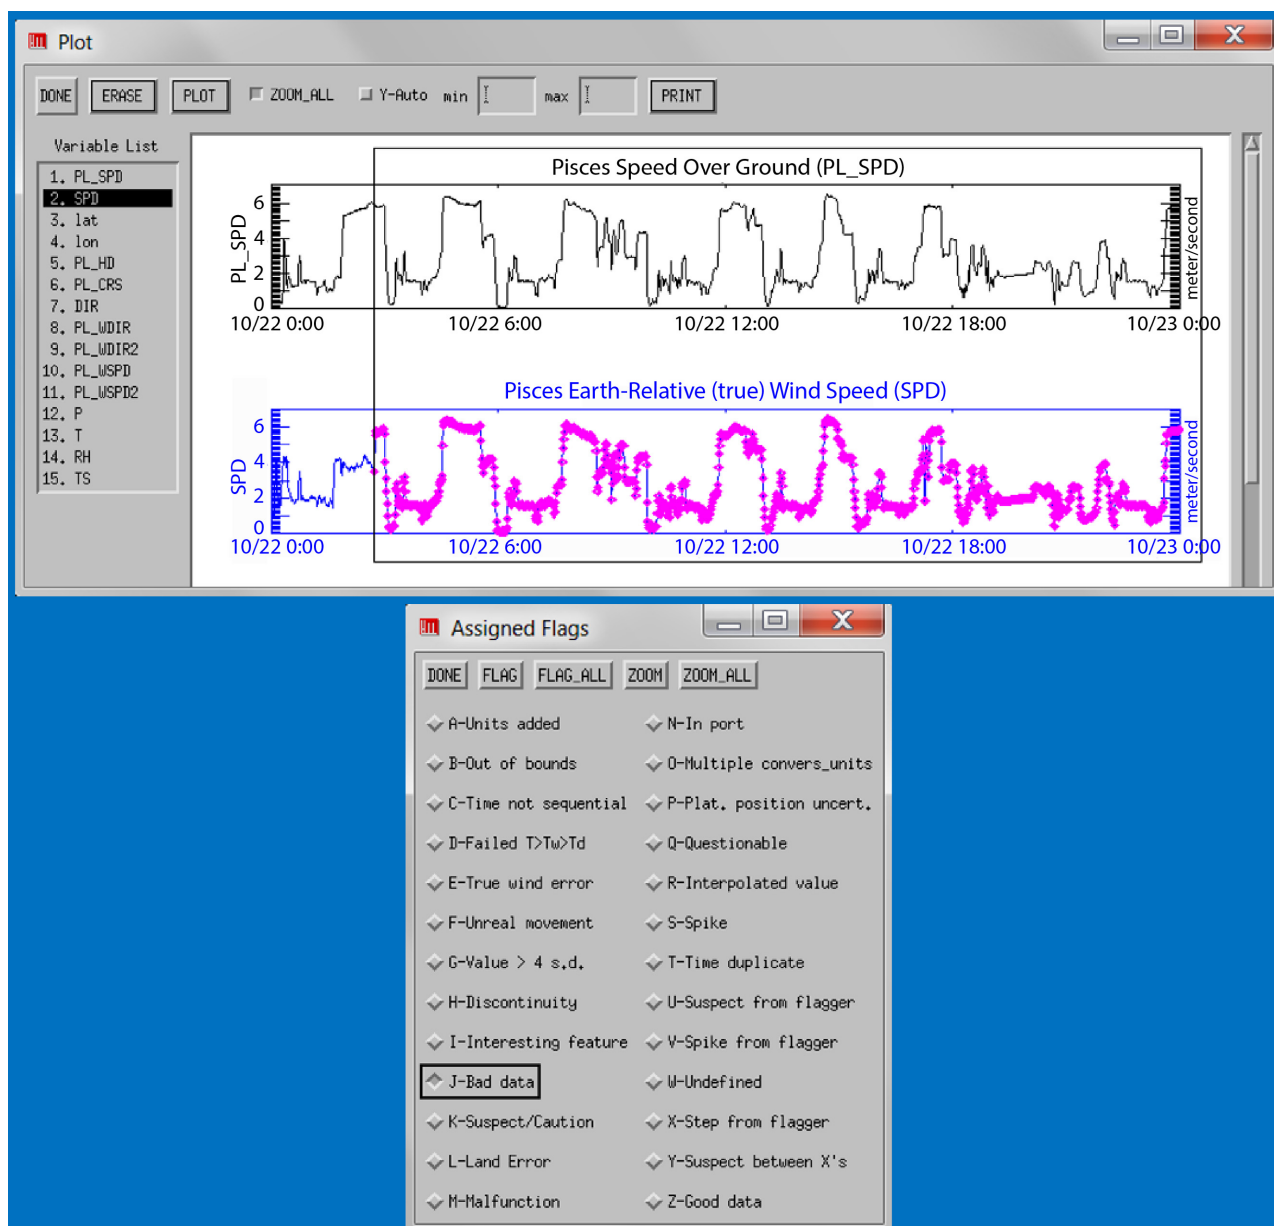 Plot
DONE ERASE PLOT ZOOM_ALL Y-Auto min max PRINT
Variable List
1. PL_SPD
2. SPD
3. lat
4. lon
5. PL_HD
6. PL_CRS
7. DIR
8. PL_WDIR
9. PL_WDIR2
10. PL_WSPD
11. PL_WSPD2
12. P
13. T
14. RH
15. TS
Pisces Speed Over Ground (PL_SPD)
PL_SPD
6
4
2
0
meter/second
10/22 0:00 10/22 6:00 10/22 12:00 10/22 18:00 10/23 0:00
Pisces Earth-Relative (true) Wind Speed (SPD)
SPD
6
4
2
0
meter/second
10/22 0:00 10/22 6:00 10/22 12:00 10/22 18:00 10/23 0:00
Assigned Flags
DONE FLAG FLAG_ALL ZOOM ZOOM_ALL
A-Units added N-In port
B-Out of bounds O-Multiple convers_units
C-Time not sequential P-Plat. position uncert.
D-Failed T>Tw>Td Q-Questionable
E-True wind error R-Interpolated value
F-Unreal movement S-Spike
G-Value > 4 s.d. T-Time duplicate
H-Discontinuity U-Suspect from flagger
I-Interesting feature V-Spike from flagger
J-Bad data W-Undefined
K-Suspect/Caution X-Step from flagger
L-Land Error Y-Suspect between X's
M-Malfunction Z-Good data